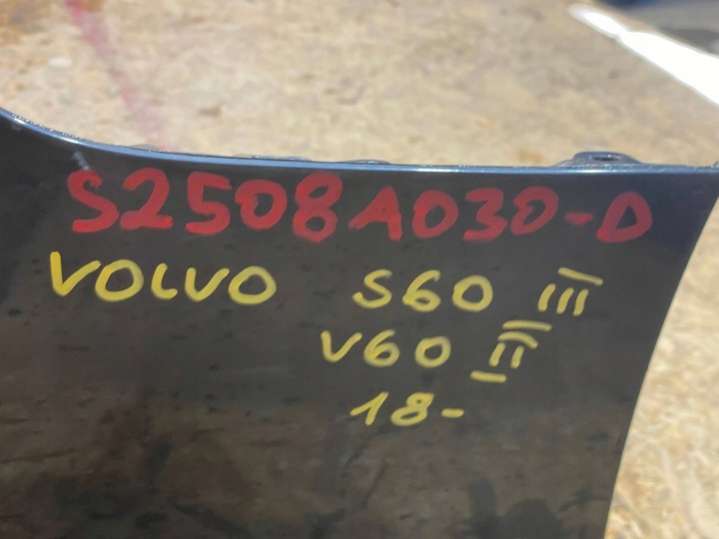 S2508A030-D
VOLVO S60 III
V60 II
18-